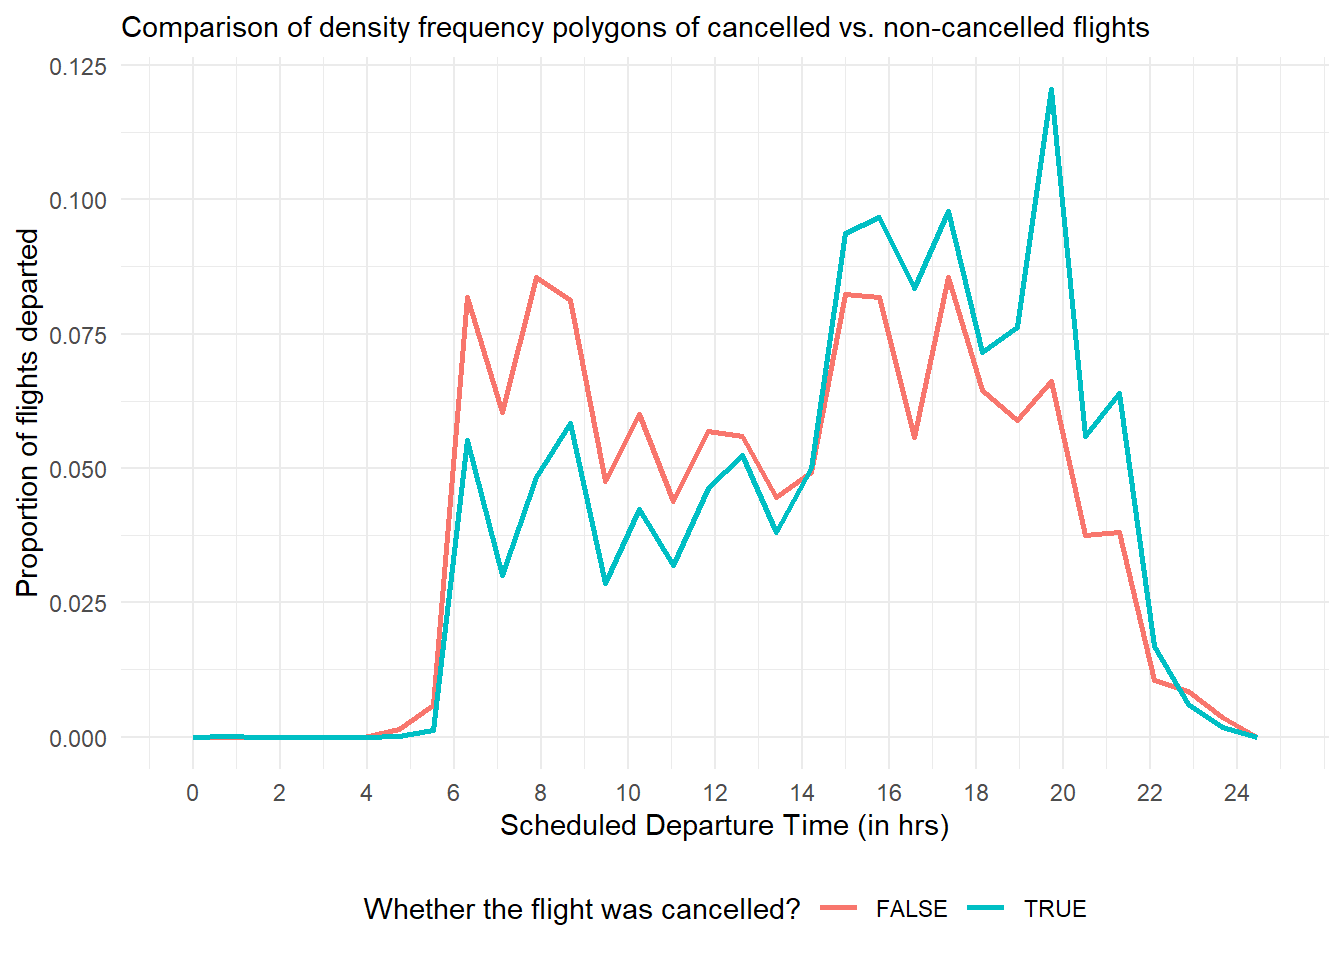 Comparison of density frequency polygons of cancelled vs. non-cancelled flights
Proportion of flights departed
0.125
0.100
0.075
0.050
0.025
0.000
0 2 4 6 8 10 12 14 16 18 20 22 24
Scheduled Departure Time (in hrs)
Whether the flight was cancelled? FALSE TRUE